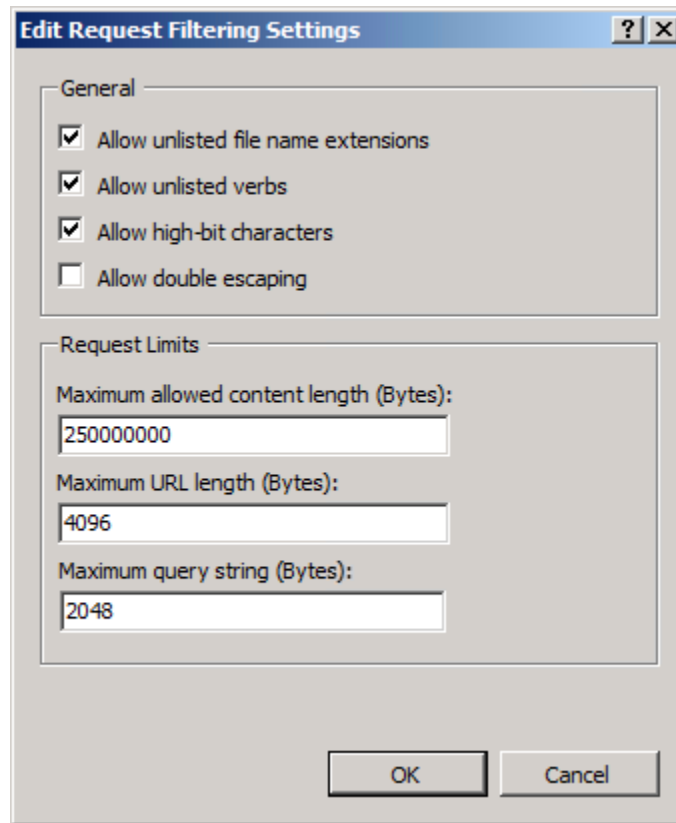 Edit Request Filtering Settings
General
Allow unlisted file name extensions
Allow unlisted verbs
Allow high-bit characters
Allow double escaping
Request Limits
Maximum allowed content length (Bytes):
250000000
Maximum URL length (Bytes):
4096
Maximum query string (Bytes):
2048
OK Cancel